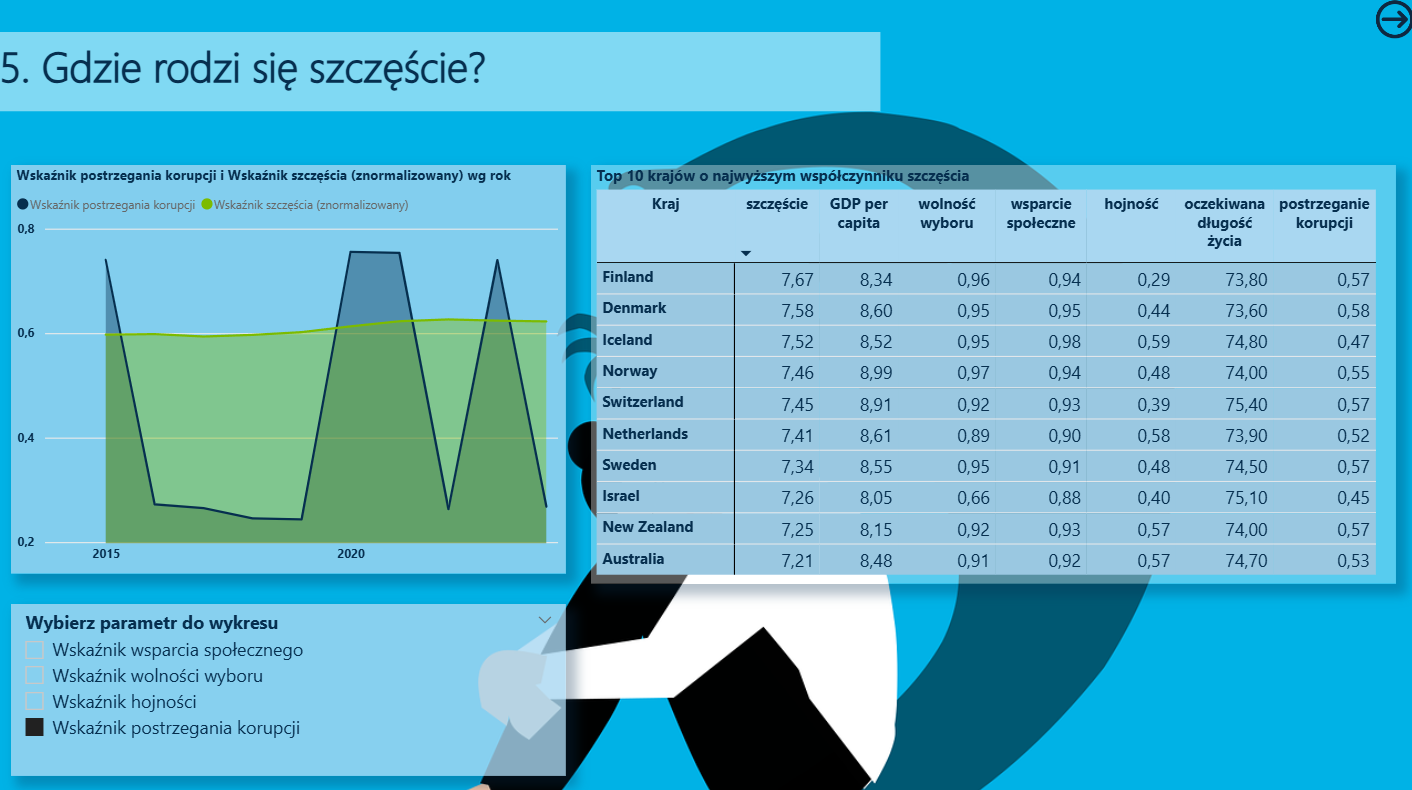 5. Gdzie rodzi się szczęście?
Wskaźnik postrzegania korupcji i Wskaźnik szczęścia (znormalizowany) wg rok
Wskaźnik postrzegania korupcji Wskaźnik szczęścia (znormalizowany)
0,8
0,6
0,4
0,2
2015 2020
Wybierz parametr do wykresu
Wskaźnik wsparcia społecznego
Wskaźnik wolności wyboru
Wskaźnik hojności
Wskaźnik postrzegania korupcji
Top 10 krajów o najwyższym współczynniku szczęścia
Kraj szczęście GDP per capita wolność wyboru wsparcie społeczne hojność oczekiwana długość życia postrzeganie korupcji
Finland 7,67 8,34 0,96 0,94 0,29 73,80 0,57
Denmark 7,58 8,60 0,95 0,95 0,44 73,60 0,58
Iceland 7,52 8,52 0,95 0,98 0,59 74,80 0,47
Norway 7,46 8,99 0,97 0,94 0,48 74,00 0,55
Switzerland 7,45 8,91 0,92 0,93 0,39 75,40 0,57
Netherlands 7,41 8,61 0,89 0,90 0,58 73,90 0,52
Sweden 7,34 8,55 0,95 0,91 0,48 74,50 0,57
Israel 7,26 8,05 0,66 0,88 0,40 75,10 0,45
New Zealand 7,25 8,15 0,92 0,93 0,57 74,00 0,57
Australia 7,21 8,48 0,91 0,92 0,57 74,70 0,53